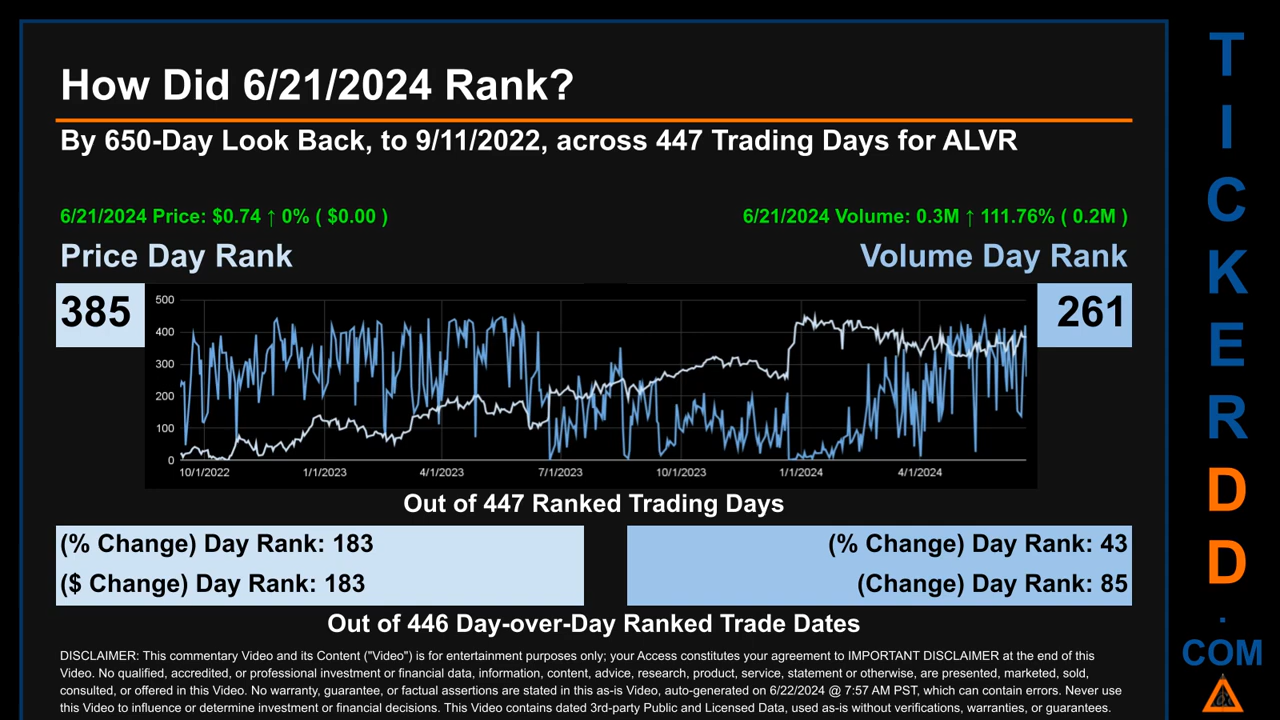 How Did 6/21/2024 Rank?
By 650-Day Look Back, to 9/11/2022, across 447 Trading Days for ALVR
6/21/2024 Price: $0.74 ↑ 0% ( $0.00 )
6/21/2024 Volume: 0.3M ↑ 111.76% ( 0.2M )
Price Day Rank
Volume Day Rank
385
261
500
400
300
200
100
0
10/1/2022 1/1/2023 4/1/2023 7/1/2023 10/1/2023 1/1/2024 4/1/2024
Out of 447 Ranked Trading Days
(% Change) Day Rank: 183
($ Change) Day Rank: 183
(% Change) Day Rank: 43
(Change) Day Rank: 85
Out of 446 Day-over-Day Ranked Trade Dates
DISCLAIMER: This commentary Video and its Content ("Video") is for entertainment purposes only; your Access constitutes your agreement to IMPORTANT DISCLAIMER at the end of this
Video. No qualified, accredited, or professional investment or financial data, information, content, advice, research, product, service, statement or otherwise, are presented, marketed, sold,
consulted, or offered in this Video. No warranty, guarantee, or factual assertions are stated in this as-is Video, auto-generated on 6/22/2024 @ 7:57 AM PST, which can contain errors. Never use
this Video to influence or determine investment or financial decisions. This Video contains dated 3rd-party Public and Licensed Data, used as-is without verifications, warranties, or guarantees.
T
I
C
K
E
R
D
D
.
COM